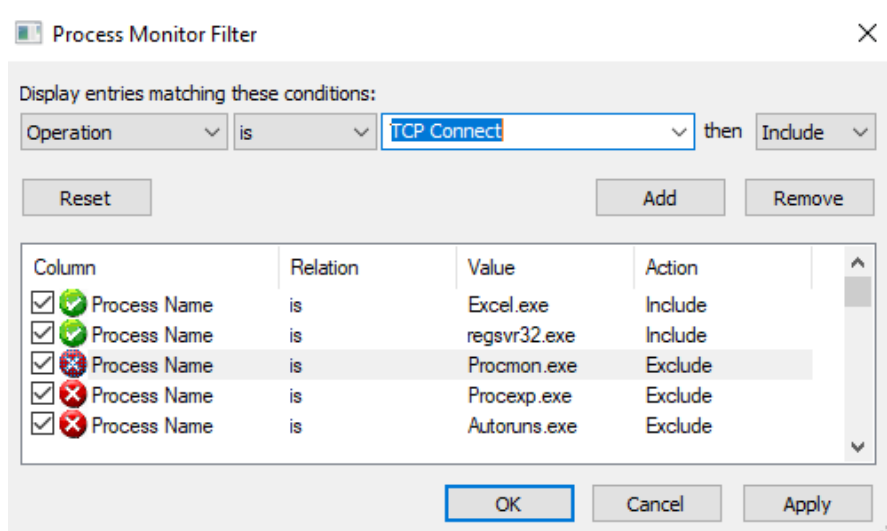 Process Monitor Filter
Display entries matching these conditions:
Operation is TCP Connect then Include
Reset Add Remove
Column Relation Value Action
Process Name is Excel.exe Include
Process Name is regsvr32.exe Include
Process Name is Procmon.exe Exclude
Process Name is Procexp.exe Exclude
Process Name is Autoruns.exe Exclude
OK Cancel Apply